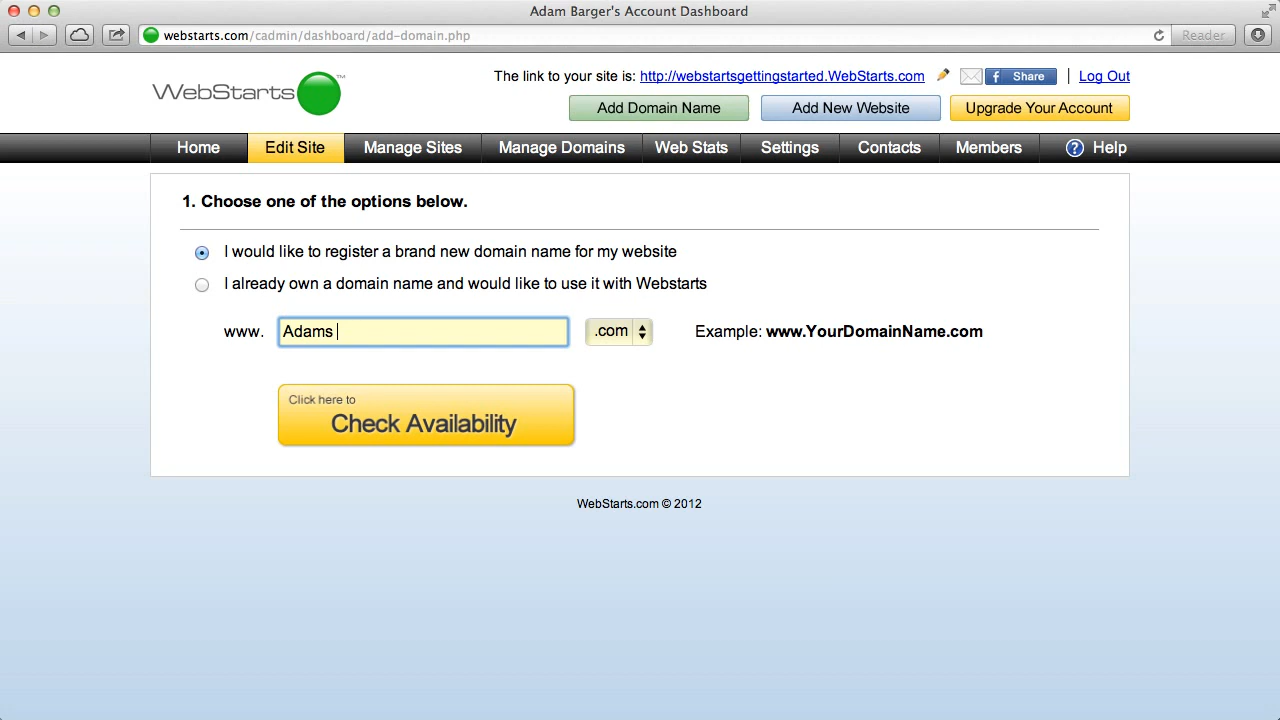 Adam Barger's Account Dashboard
webstarts.com/cadmin/dashboard/add-domain.php
Reader
WebStarts™
The link to your site is: http://webstartsgettingstarted.WebStarts.com
f Share
Log Out
Add Domain Name
Add New Website
Upgrade Your Account
Home
Edit Site
Manage Sites
Manage Domains
Web Stats
Settings
Contacts
Members
? Help
1. Choose one of the options below.
I would like to register a brand new domain name for my website
I already own a domain name and would like to use it with Webstarts
www. Adams .com Example: www.YourDomainName.com
Click here to
Check Availability
WebStarts.com © 2012